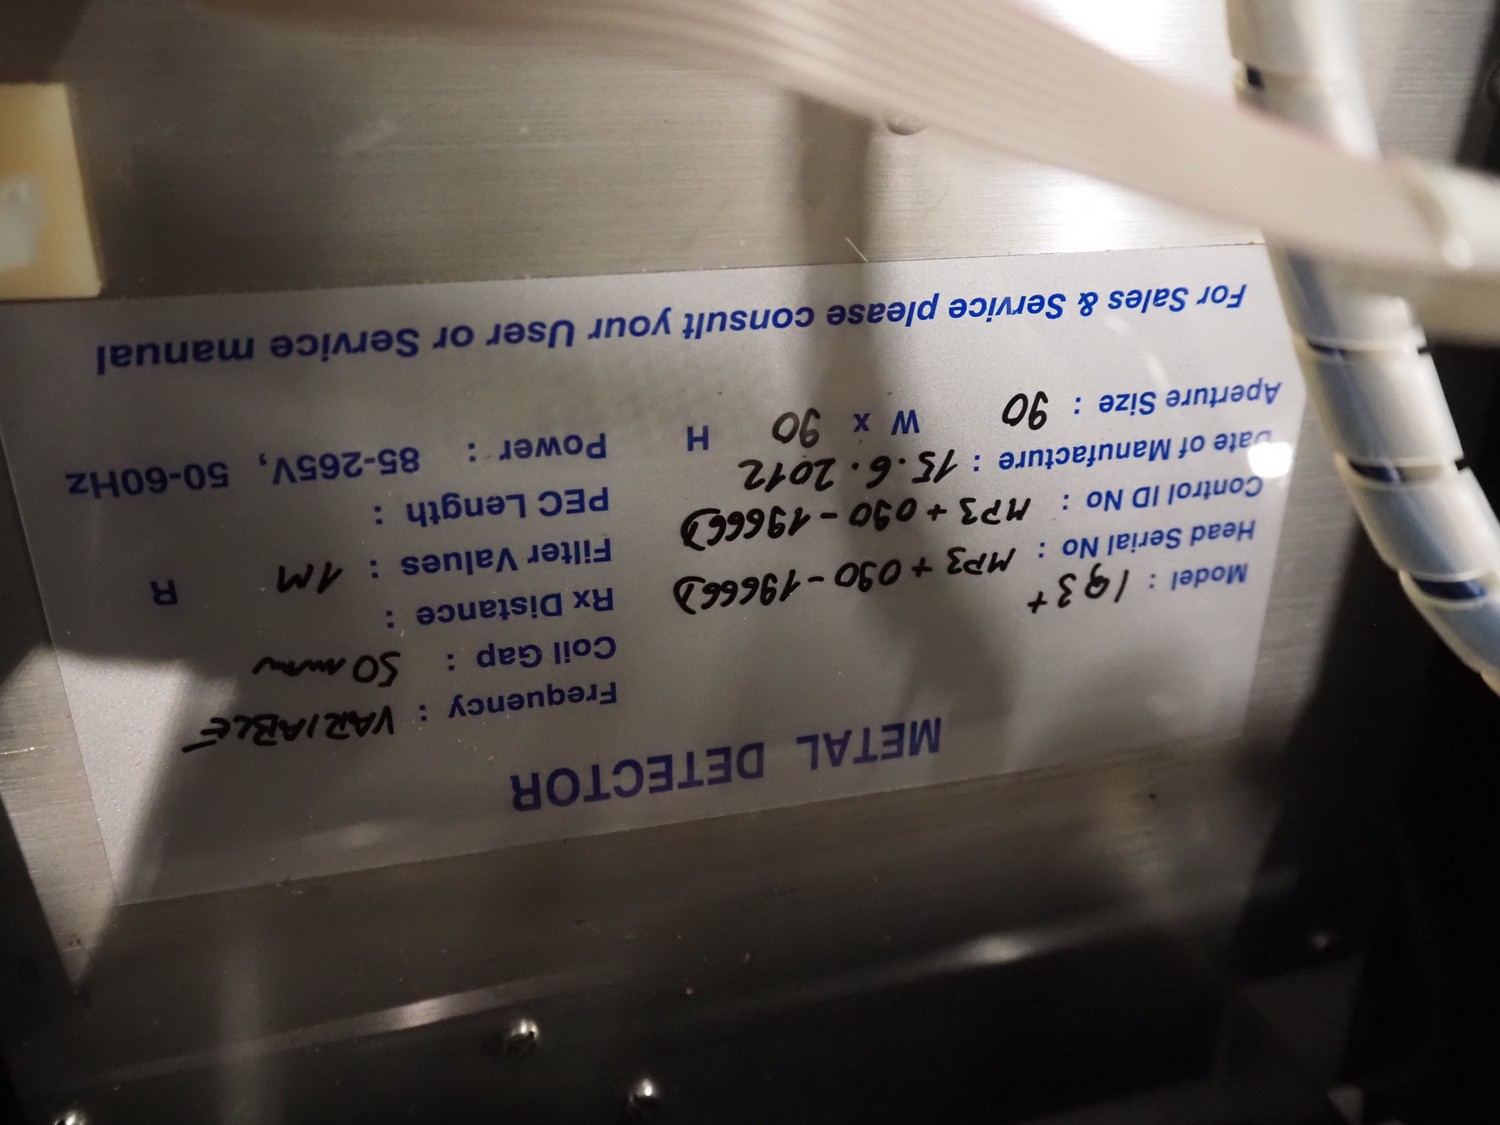 METAL DETECTOR
Model : IQ3+
Head Serial No : MP3+090-19666D
Control ID No : MP3+090-19666D
Date of Manufacture : 15.6.2012
Aperture Size : 90 W x 90 H
Frequency : VARIABLE
Coil Gap : 50mm
Rx Distance :
Filter Values : 1M R
PEC Length :
Power : 85-265V, 50-60Hz
For Sales & Service please consult your User or Service manual